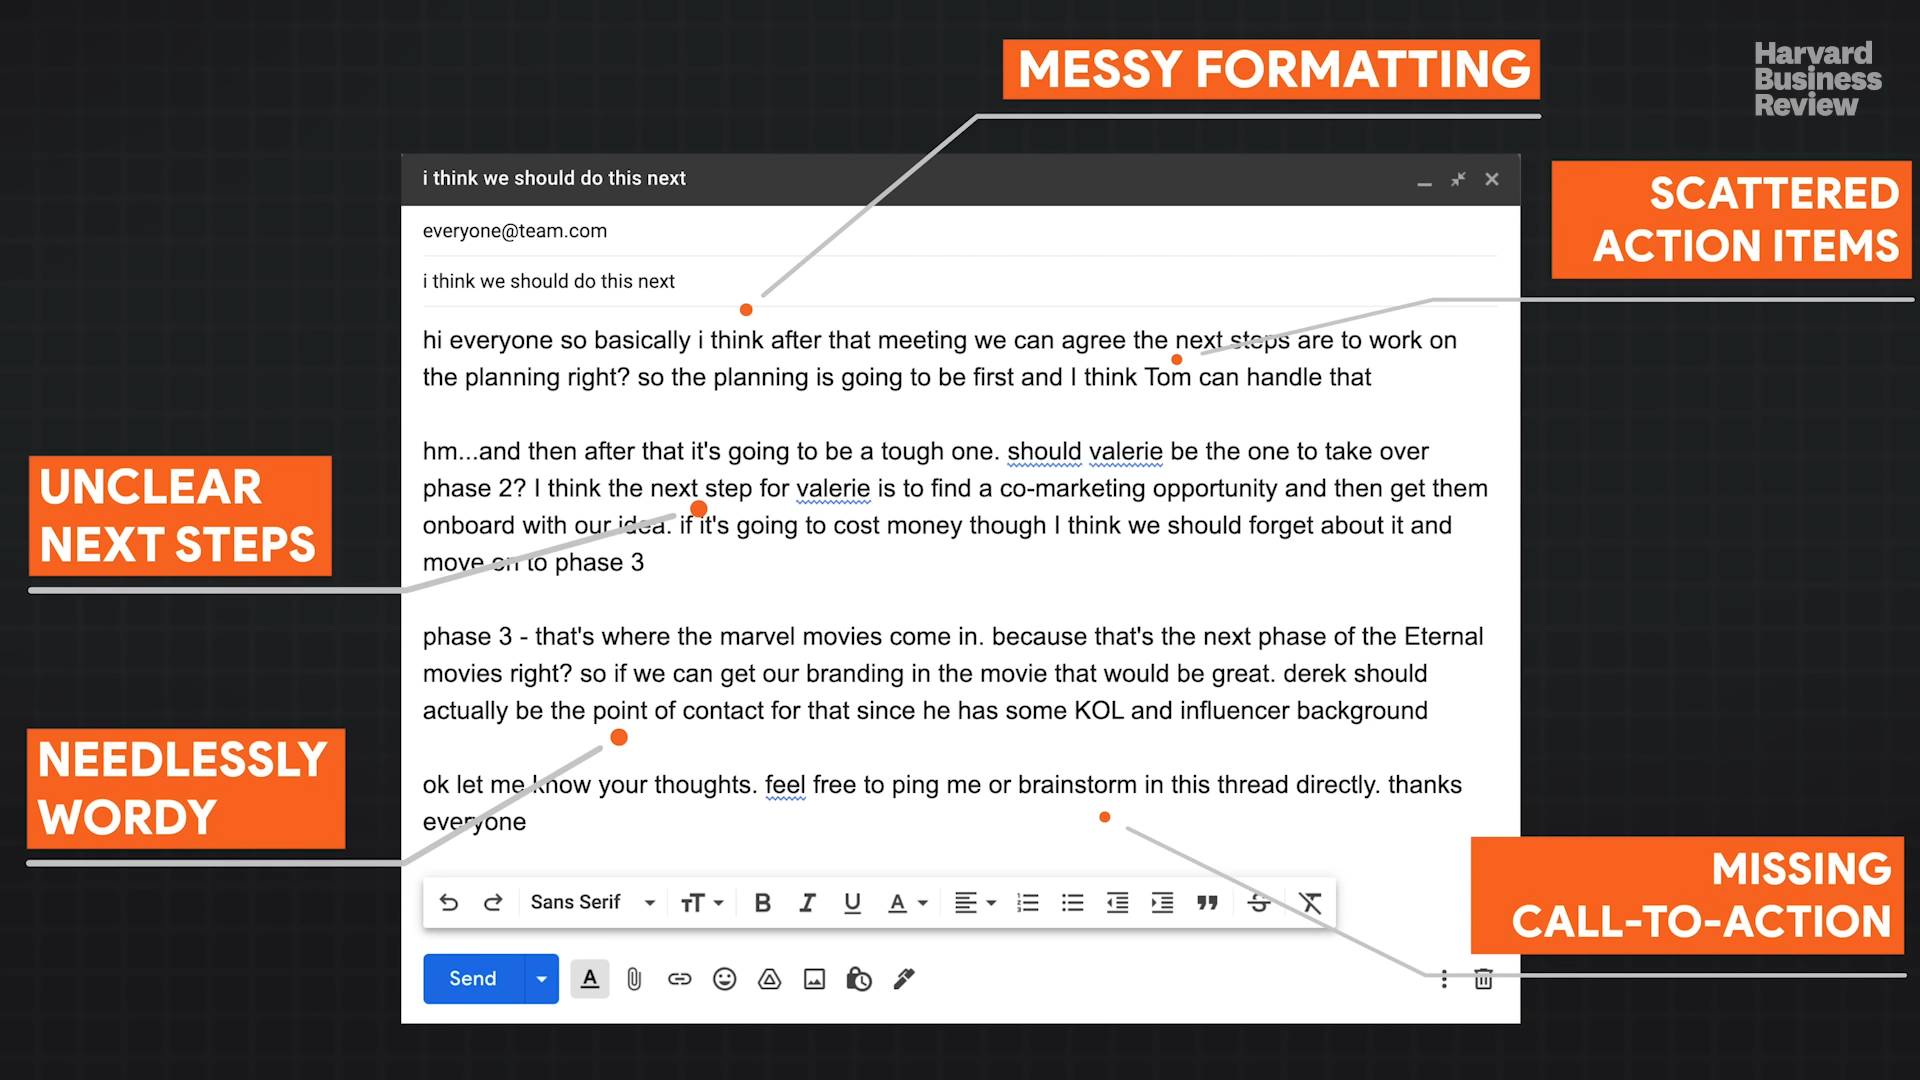 MESSY FORMATTING
Harvard
Business
Review
i think we should do this next
SCATTERED
ACTION ITEMS
everyone@team.com
i think we should do this next
hi everyone so basically i think after that meeting we can agree the next steps are to work on
the planning right? so the planning is going to be first and I think Tom can handle that
hm...and then after that it's going to be a tough one. should valerie be the one to take over
phase 2? I think the next step for valerie is to find a co-marketing opportunity and then get them
onboard with our idea. if it's going to cost money though I think we should forget about it and
move on to phase 3
UNCLEAR
NEXT STEPS
phase 3 - that's where the marvel movies come in. because that's the next phase of the Eternal
movies right? so if we can get our branding in the movie that would be great. derek should
actually be the point of contact for that since he has some KOL and influencer background
NEEDLESSLY
WORDY
ok let me know your thoughts. feel free to ping me or brainstorm in this thread directly. thanks
everyone
MISSING
CALL-TO-ACTION
Sans Serif
Send